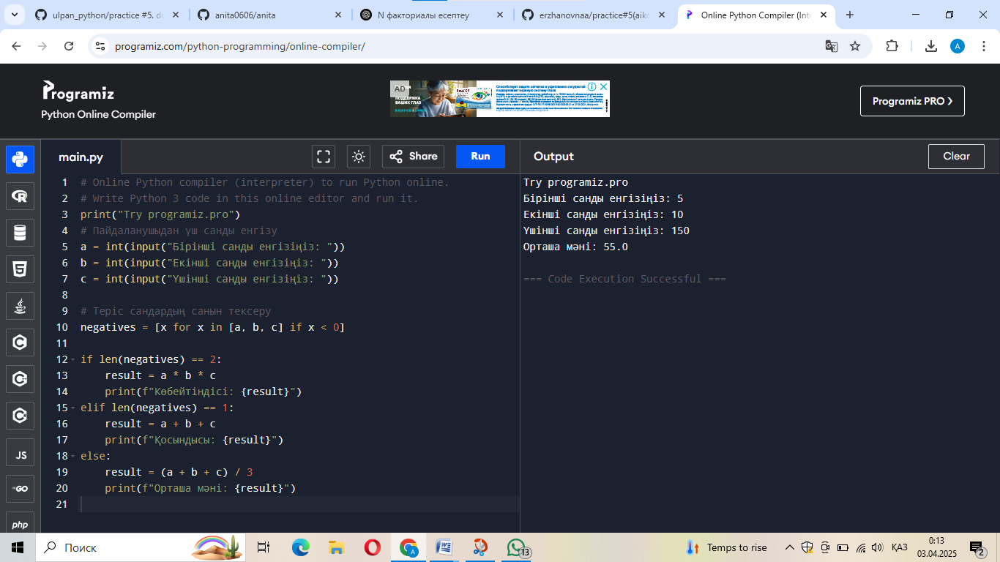 ulpan_python/practice #5. d
anita0606/anita
N факториалы есептеу
erzhanovnaa/practice#5(aik
Online Python Compiler (Inte
programiz.com/python-programming/online-compiler/
A
Programiz
Python Online Compiler
AD
ПОДДЕРЖКА
ВАШИХ ГЛАЗ
Programiz PRO
main.py
Share
Run
Output
Clear
1 # Online Python compiler (interpreter) to run Python online.
2 # Write Python 3 code in this online editor and run it.
3 print("Try programiz.pro")
4 # Пайдаланушыдан үш санды енгізу
5 a = int(input("Бірінші санды енгізіңіз: "))
6 b = int(input("Екінші санды енгізіңіз: "))
7 c = int(input("Үшінші санды енгізіңіз: "))
8
9 # Теріс сандардың санын тексеру
10 negatives = [x for x in [a, b, c] if x < 0]
11
12 if len(negatives) == 2:
13     result = a * b * c
14     print(f"Көбейтіндісі: {result}")
15 elif len(negatives) == 1:
16     result = a + b + c
17     print(f"Қосындысы: {result}")
18 else:
19     result = (a + b + c) / 3
20     print(f"Орташа мәні: {result}")
21
Try programiz.pro
Бірінші санды енгізіңіз: 5
Екінші санды енгізіңіз: 10
Үшінші санды енгізіңіз: 150
Орташа мәні: 55.0
=== Code Execution Successful ===
JS
GO
php
Поиск
A
13
Temps to rise
ҚАЗ
0:13
03.04.2025
2